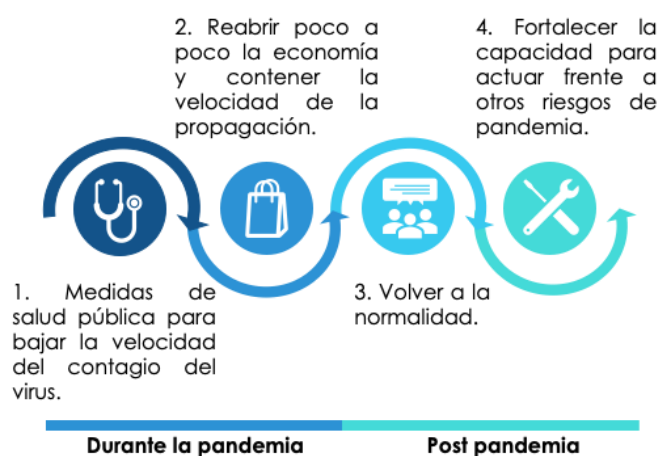 1. Medidas de
salud pública para
bajar la velocidad
del contagio del
virus.
2. Reabrir poco a
poco la economía
y contener la
velocidad de la
propagación.
3. Volver a la
normalidad.
4. Fortalecer la
capacidad para
actuar frente a
otros riesgos de
pandemia.
Durante la pandemia
Post pandemia